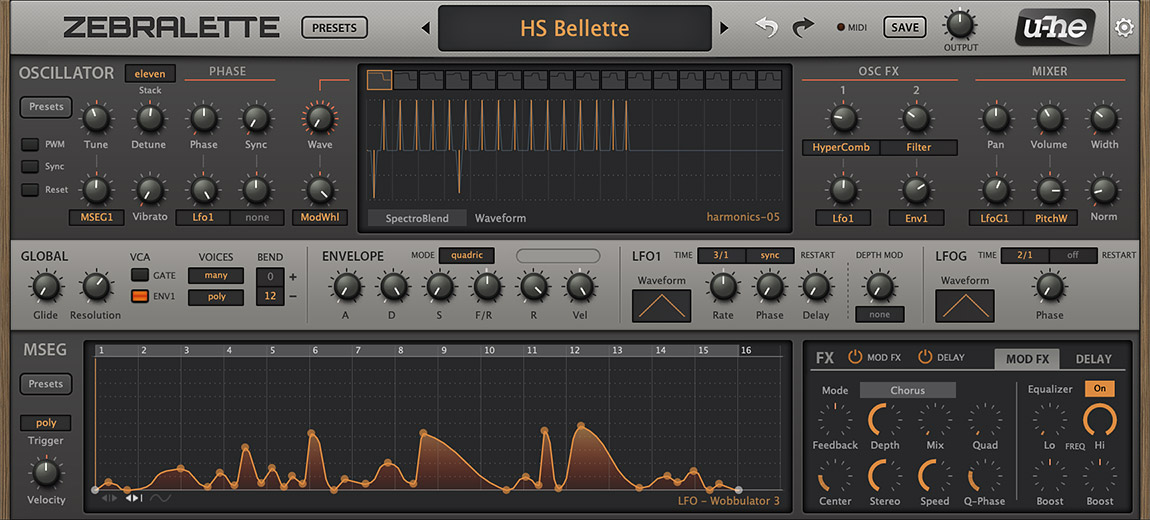 ZEBRALETTE PRESETS HS Bellette MIDI SAVE OUTPUT u-he
OSCILLATOR eleven PHASE
Stack
Presets
Tune Detune Phase Sync Wave
PWM
Sync
Reset
MSEG1 Vibrato Lfo1 none ModWhl
SpectroBlend Waveform harmonics-05
OSC FX MIXER
1 2
Pan Volume Width
HyperComb Filter
Lfo1 Env1 LfoG1 PitchW Norm
GLOBAL VCA VOICES BEND
GATE many 0 +
ENV1 poly 12 −
Glide Resolution
ENVELOPE MODE quadric
A D S F/R R Vel
LFO1 TIME 3/1 sync RESTART DEPTH MOD
Waveform
Rate Phase Delay none
LFOG TIME 2/1 off RESTART
Waveform
Phase
MSEG
1 2 3 4 5 6 7 8 9 10 11 12 13 14 15 16
Presets
poly
Trigger
Velocity
LFO - Wobbulator 3
FX MOD FX DELAY MOD FX DELAY
Mode Chorus Equalizer On
Feedback Depth Mix Quad Lo FREQ Hi
Center Stereo Speed Q-Phase Boost Boost